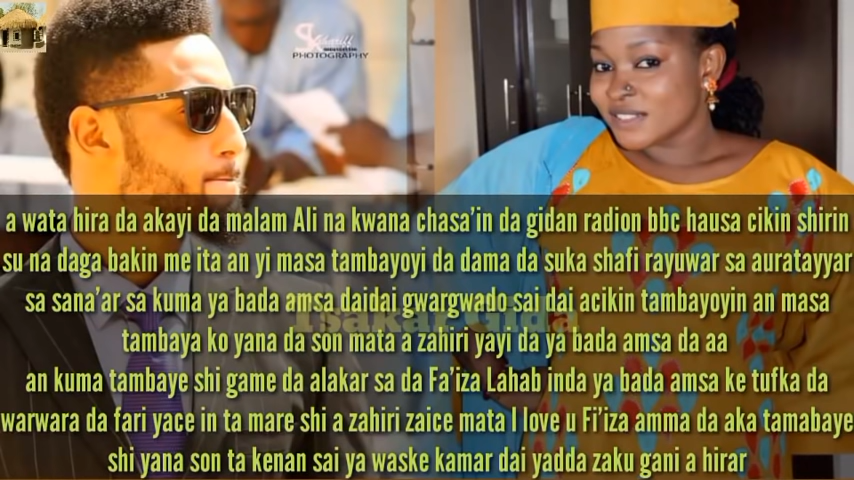 PHOTOGRAPHY
a wata hira da akayi da malam Ali na kwana chasa'in da gidan radion bbc hausa cikin shirin
su na daga bakin me ita an yi masa tambayoyi da dama da suka shafi rayuwar sa auratayyar
sa sana'ar sa kuma ya bada amsa daidai gwargwado sai dai acikin tambayoyin an masa
tambaya ko yana da son mata a zahiri yayi da ya bada amsa da aa
an kuma tambaye shi game da alakar sa da Fa'iza Lahab inda ya bada amsa ke tufka da
warwara da fari yace in ta mare shi a zahiri zaice mata I love u Fi'iza amma da aka tamabaye
shi yana son ta kenan sai ya waske kamar dai yadda zaku gani a hirar